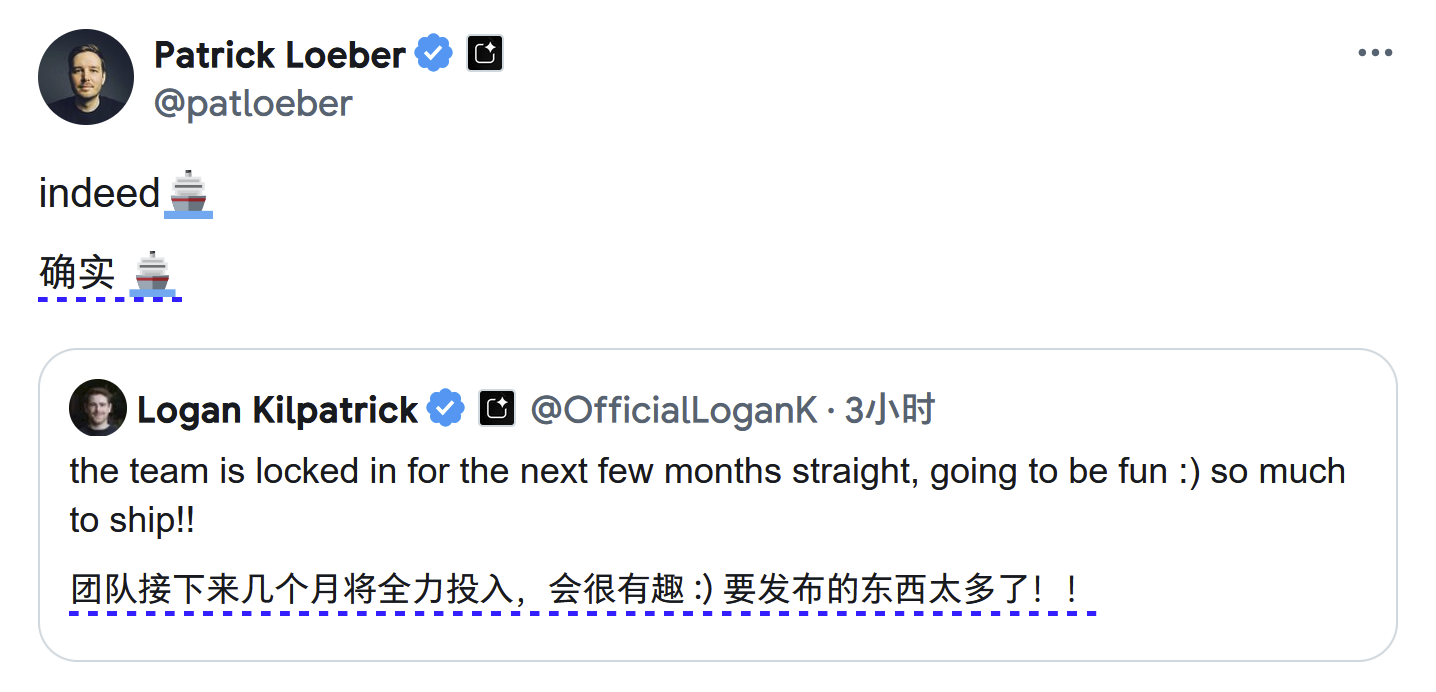 Patrick Loeber
@patloeber
indeed🚢
确实 🚢
Logan Kilpatrick @OfficialLoganK · 3小时
the team is locked in for the next few months straight, going to be fun :) so much
to ship!!
团队接下来几个月将全力投入，会很有趣 :) 要发布的东西太多了！！